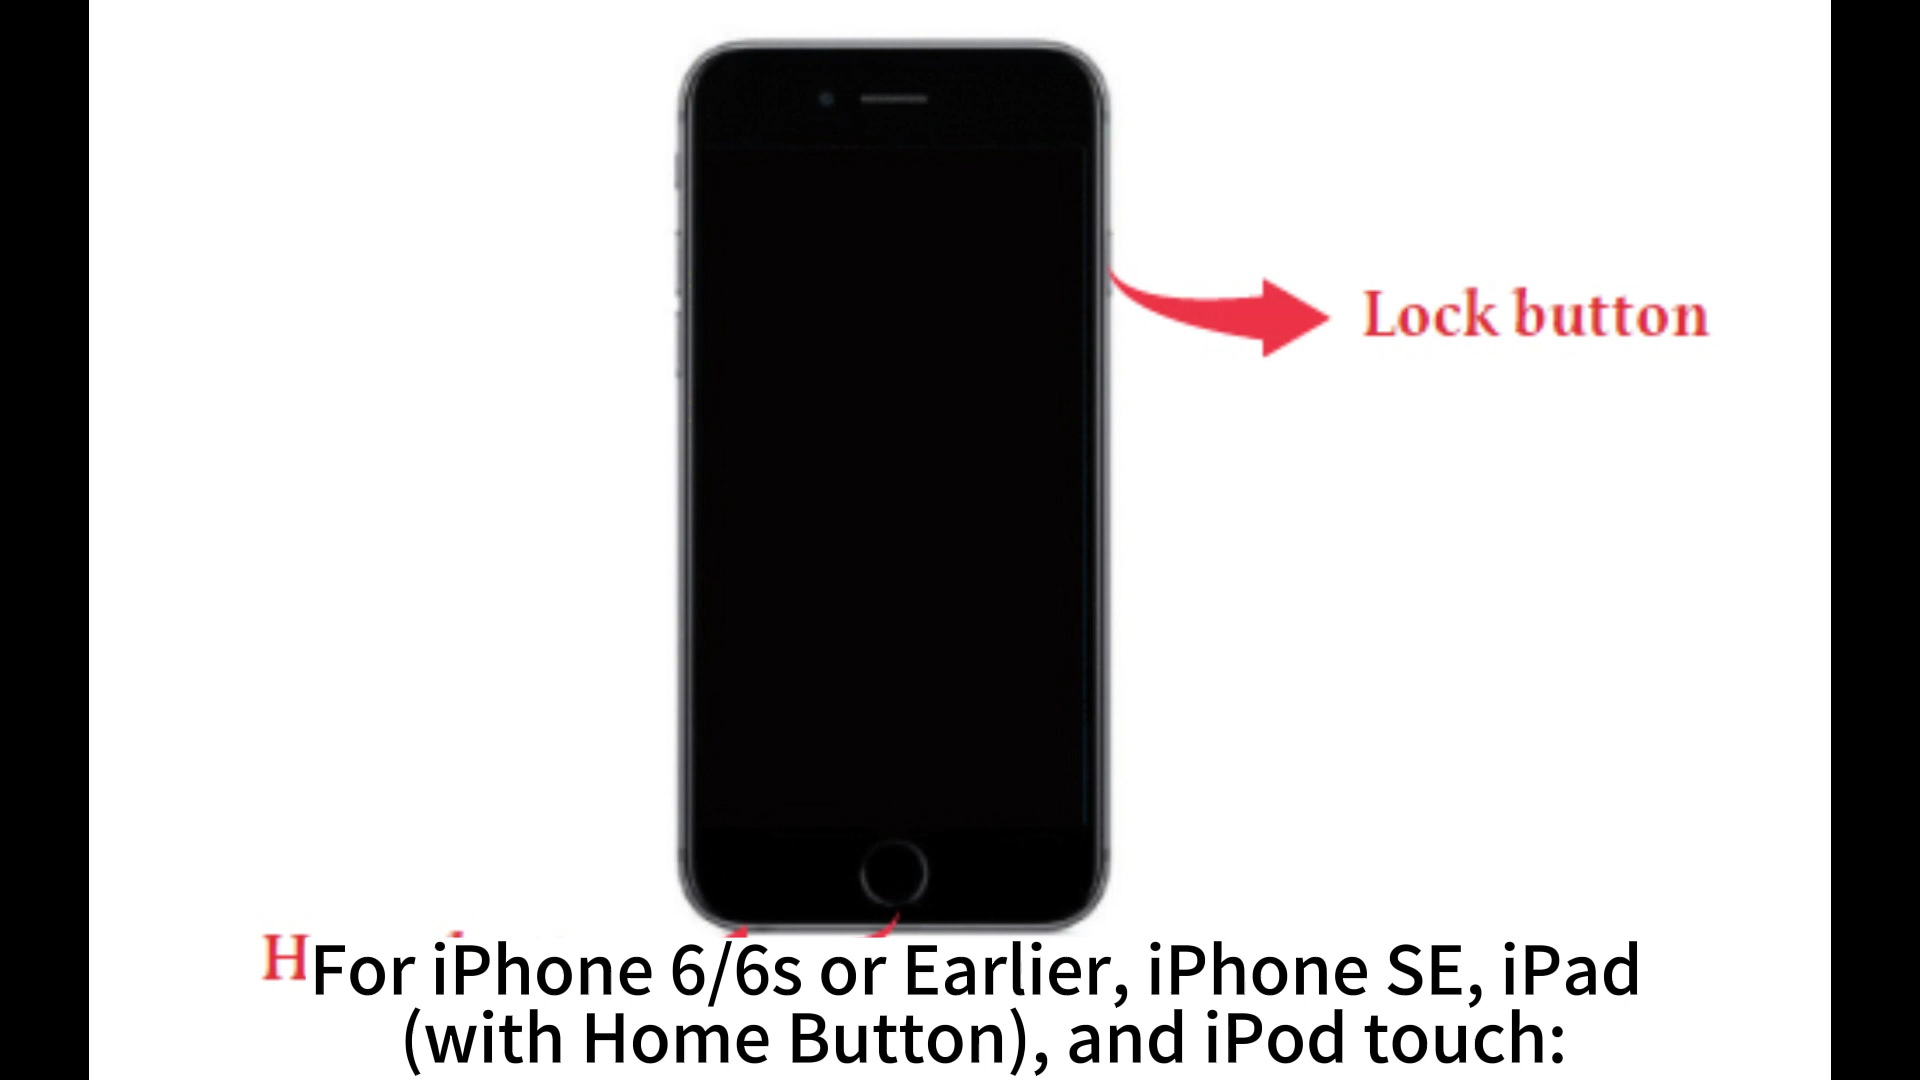 Lock button
For iPhone 6/6s or Earlier, iPhone SE, iPad
(with Home Button), and iPod touch: